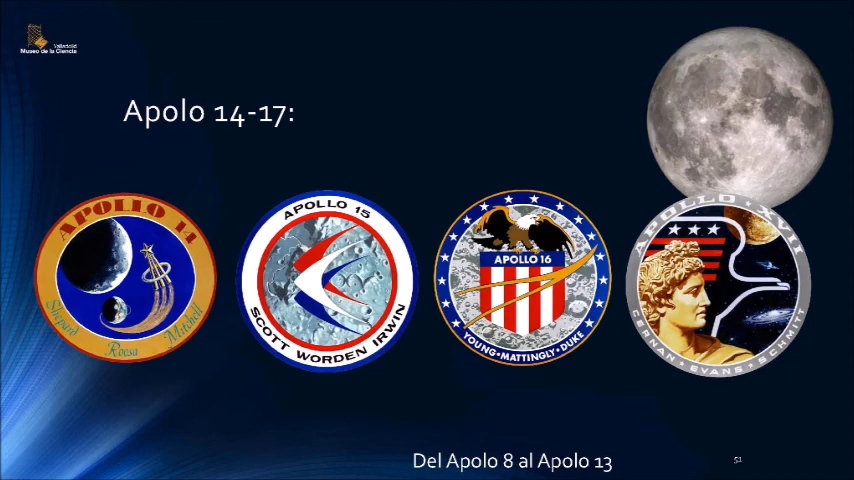 Valladolid
Museo de la Ciencia
Apolo 14-17:
APOLLO 14
Shepard Roosa Mitchell
APOLLO 15
SCOTT WORDEN IRWIN
APOLLO 16
YOUNG • MATTINGLY • DUKE
APOLLO XVII
CERNAN ★ EVANS ★ SCHMITT
Del Apolo 8 al Apolo 13
51